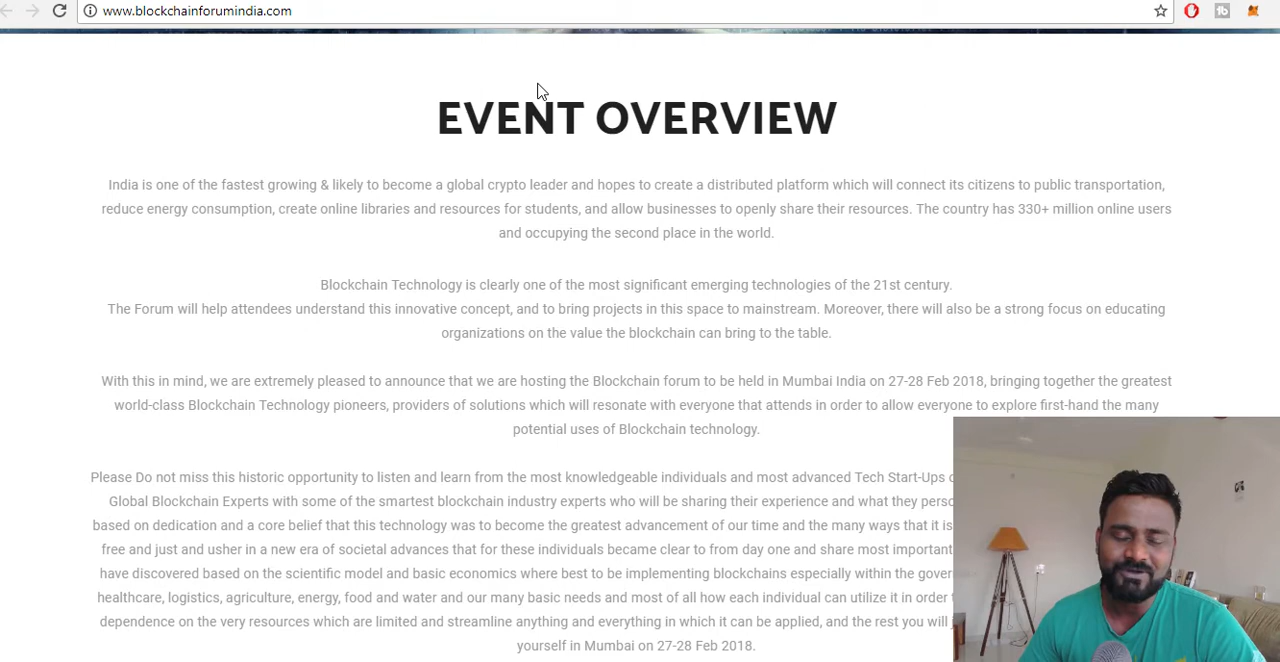 www.blockchainforumindia.com
EVENT OVERVIEW
India is one of the fastest growing & likely to become a global crypto leader and hopes to create a distributed platform which will connect its citizens to public transportation,
reduce energy consumption, create online libraries and resources for students, and allow businesses to openly share their resources. The country has 330+ million online users
and occupying the second place in the world.
Blockchain Technology is clearly one of the most significant emerging technologies of the 21st century.
The Forum will help attendees understand this innovative concept, and to bring projects in this space to mainstream. Moreover, there will also be a strong focus on educating
organizations on the value the blockchain can bring to the table.
With this in mind, we are extremely pleased to announce that we are hosting the Blockchain forum to be held in Mumbai India on 27-28 Feb 2018, bringing together the greatest
world-class Blockchain Technology pioneers, providers of solutions which will resonate with everyone that attends in order to allow everyone to explore first-hand the many
potential uses of Blockchain technology.
Please Do not miss this historic opportunity to listen and learn from the most knowledgeable individuals and most advanced Tech Start-Ups
Global Blockchain Experts with some of the smartest blockchain industry experts who will be sharing their experience and what they
based on dedication and a core belief that this technology was to become the greatest advancement of our time and the many ways that it is
free and just and usher in a new era of societal advances that for these individuals became clear to from day one and share most
have discovered based on the scientific model and basic economics where best to be implementing blockchains especially within the
healthcare, logistics, agriculture, energy, food and water and our many basic needs and most of all how each individual can utilize it in order
dependence on the very resources which are limited and streamline anything and everything in which it can be applied, and the rest you will
yourself in Mumbai on 27-28 Feb 2018.